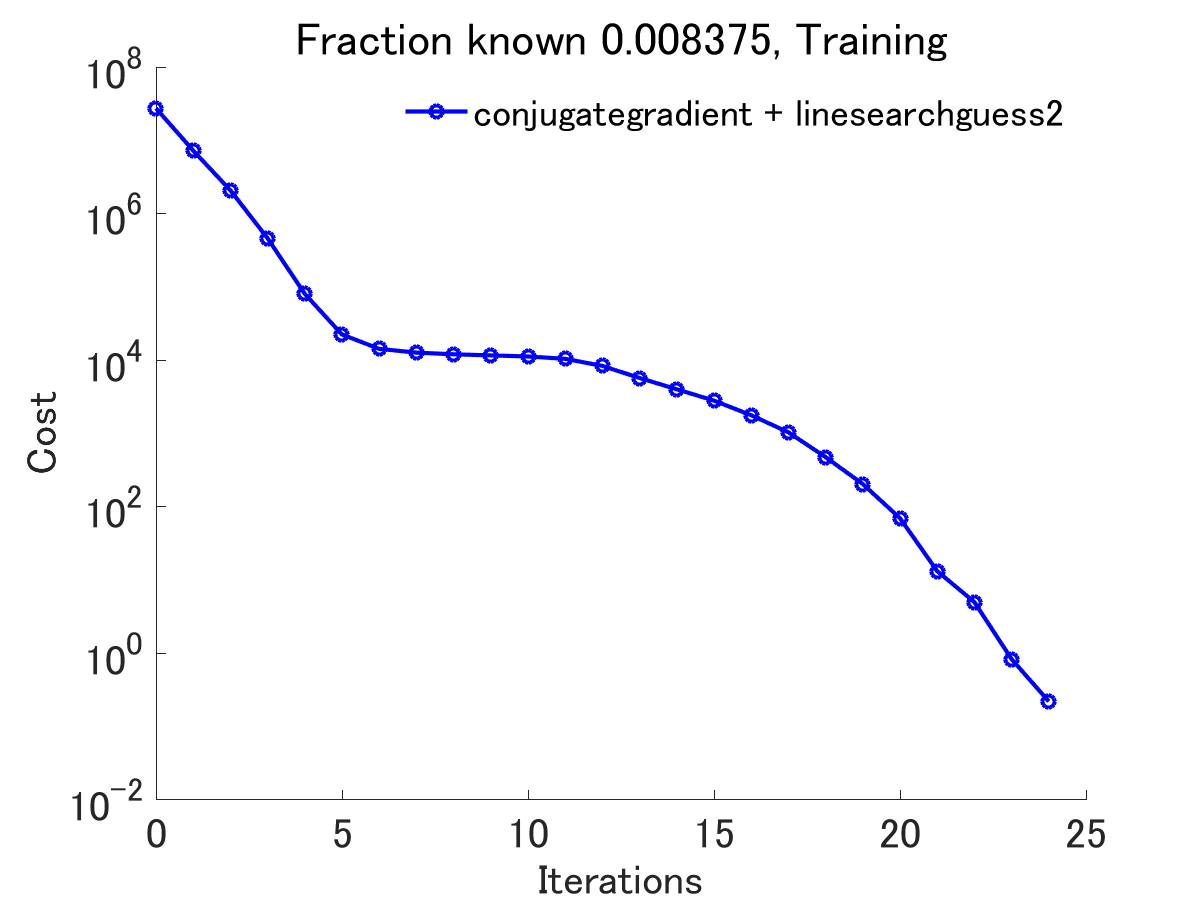 Fraction known 0.008375, Training
conjugategradient + linesearchguess2
10^8
10^6
10^4
10^2
10^0
10^-2
Cost
0 5 10 15 20 25
Iterations